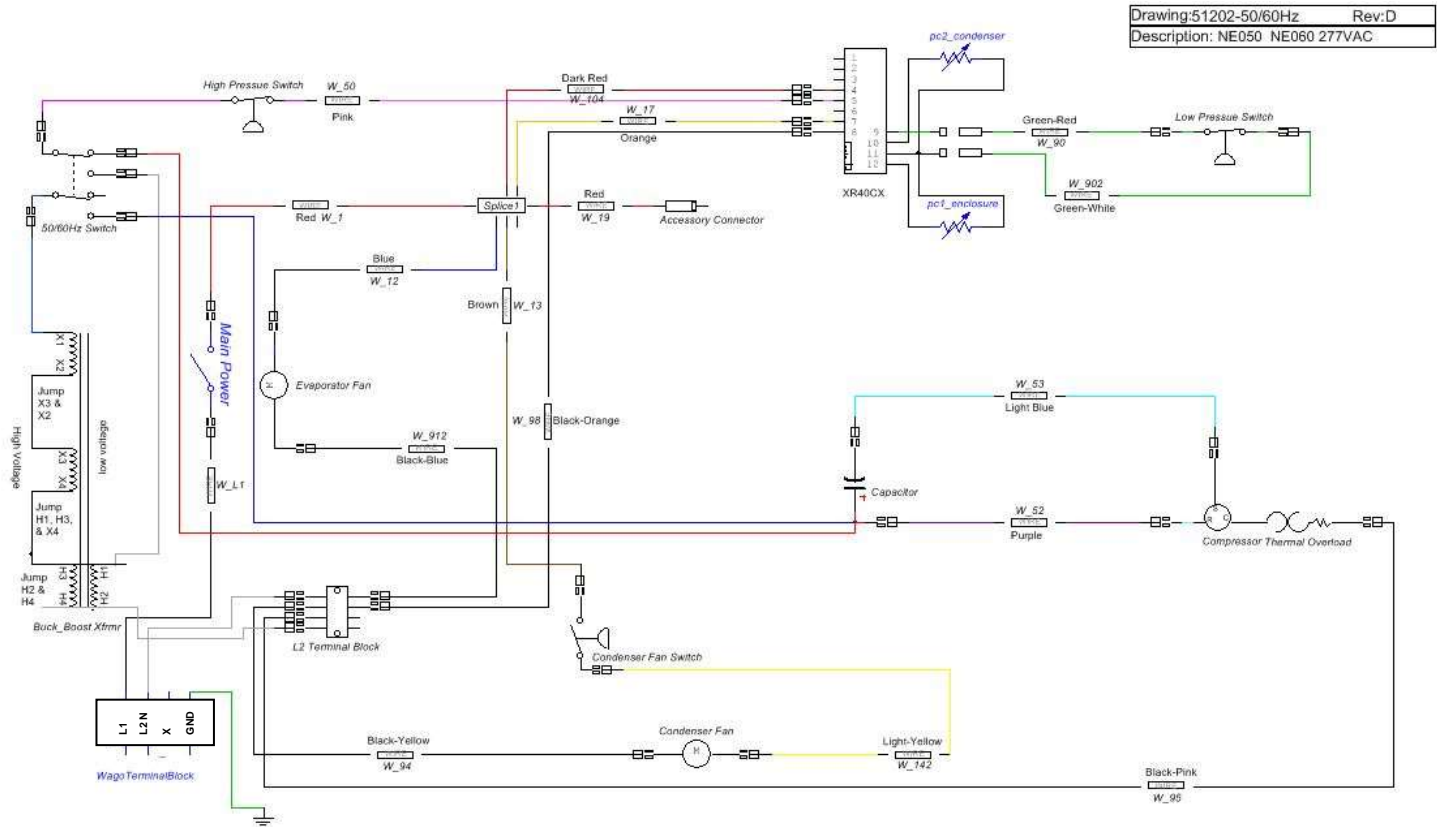 Drawing:51202-50/60Hz Rev:D
Description: NE050 NE060 277VAC
pc2_condenser
High Pressue Switch
W_50
Pink
Dark Red
W_104
W_17
Orange
1
2
3
4
5
6
7
8
9
10
11
12
XR40CX
Green-Red
W_90
Low Pressue Switch
W_902
Green-White
pc1_enclosure
50/60Hz Switch
Red W_1
Splice1
Red
W_19
Accessory Connector
Blue
W_12
Brown W_13
Main Power
Evaporator Fan
W_98 Black-Orange
W_912
Black-Blue
W_L1
X1
X2
Jump
X3 &
X2
X3
X4
High Voltage
low voltage
Jump
H1, H3,
& X4
H3
H4
H1
H2
Jump
H2 &
H4
Buck_Boost Xfrmr
W_53
Light Blue
Capacitor
W_52
Purple
R
C
Compressor Thermal Overload
L2 Terminal Block
Condenser Fan Switch
L1
L2 N
X
GND
WagoTerminalBlock
Black-Yellow
W_94
Condenser Fan
M
Light-Yellow
W_142
Black-Pink
W_95